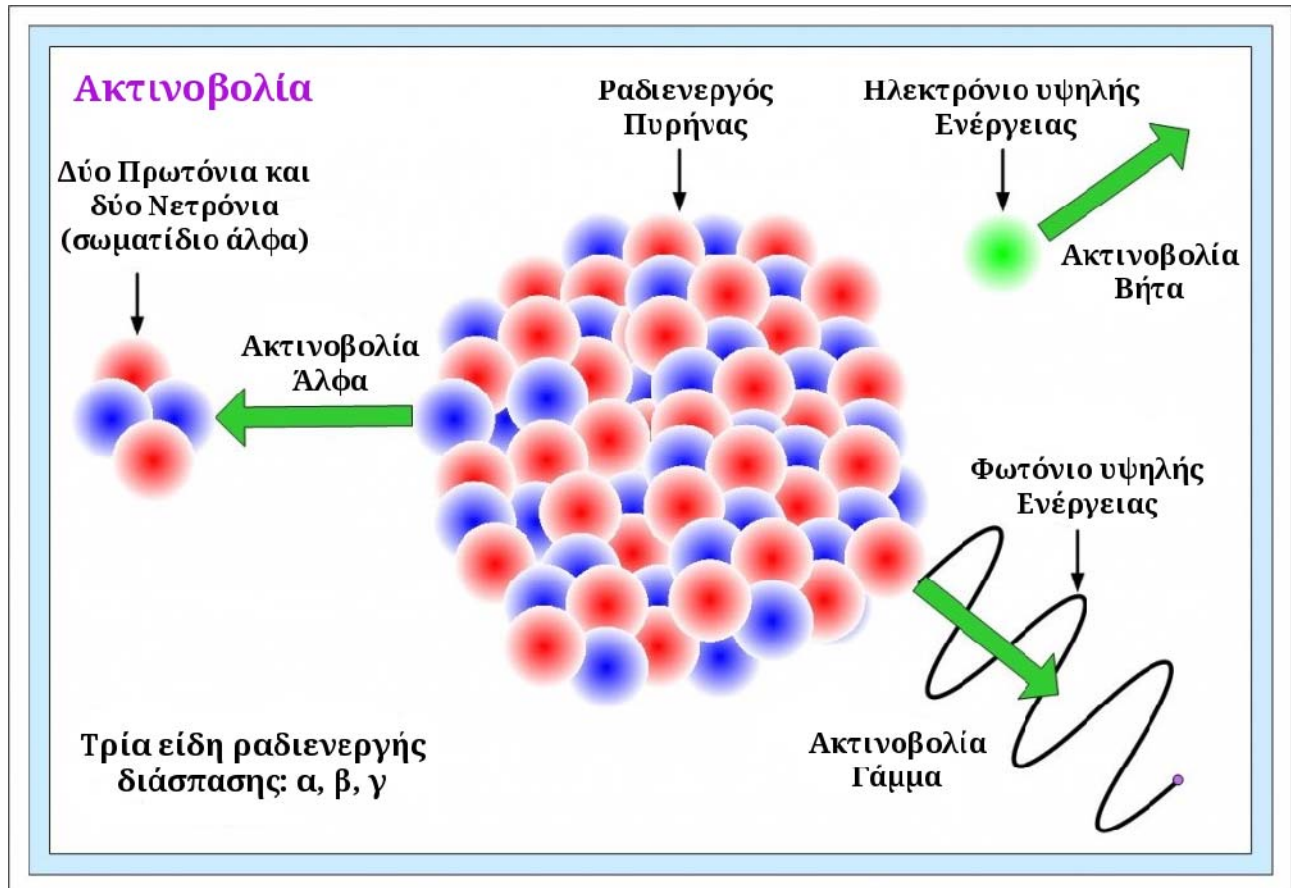 Ακτινοβολία
Ραδιενεργός
Πυρήνας
Ηλεκτρόνιο υψηλής
Ενέργειας
Δύο Πρωτόνια και
δύο Νετρόνια
(σωματίδιο άλφα)
Ακτινοβολία
Βήτα
Ακτινοβολία
Άλφα
Φωτόνιο υψηλής
Ενέργειας
Ακτινοβολία
Γάμμα
Τρία είδη ραδιενεργής
διάσπασης: α, β, γ